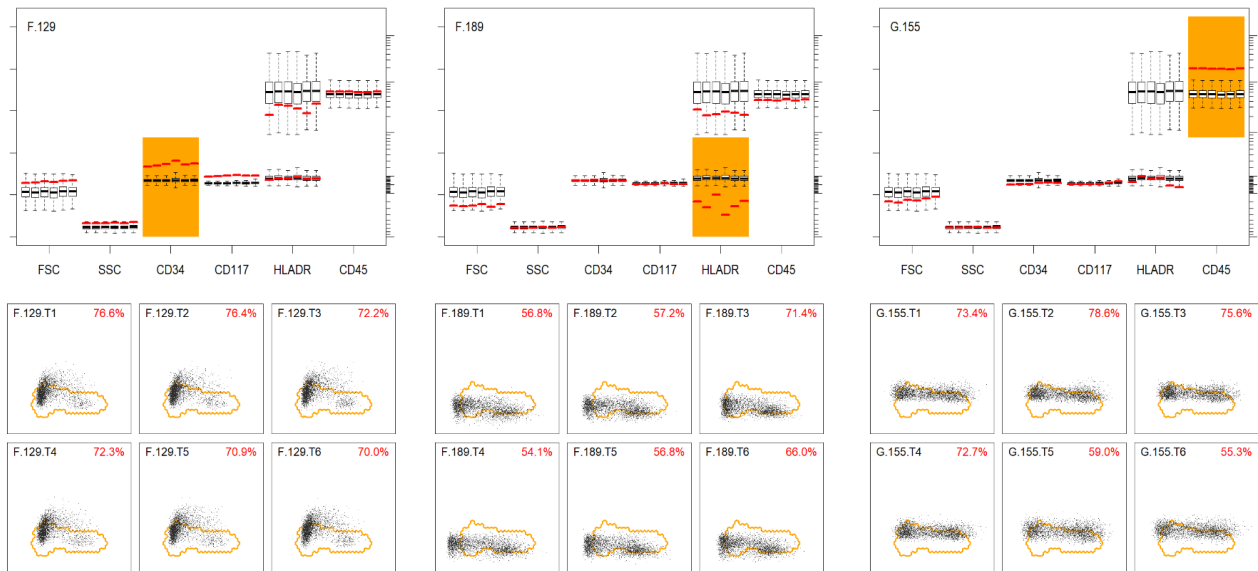 F.129
F.189
G.155
FSC SSC CD34 CD117 HLADR CD45
FSC SSC CD34 CD117 HLADR CD45
FSC SSC CD34 CD117 HLADR CD45
F.129.T1 76.6% F.129.T2 76.4% F.129.T3 72.2%
F.189.T1 56.8% F.189.T2 57.2% F.189.T3 71.4%
G.155.T1 73.4% G.155.T2 78.6% G.155.T3 75.6%
F.129.T4 72.3% F.129.T5 70.9% F.129.T6 70.0%
F.189.T4 54.1% F.189.T5 56.8% F.189.T6 66.0%
G.155.T4 72.7% G.155.T5 59.0% G.155.T6 55.3%